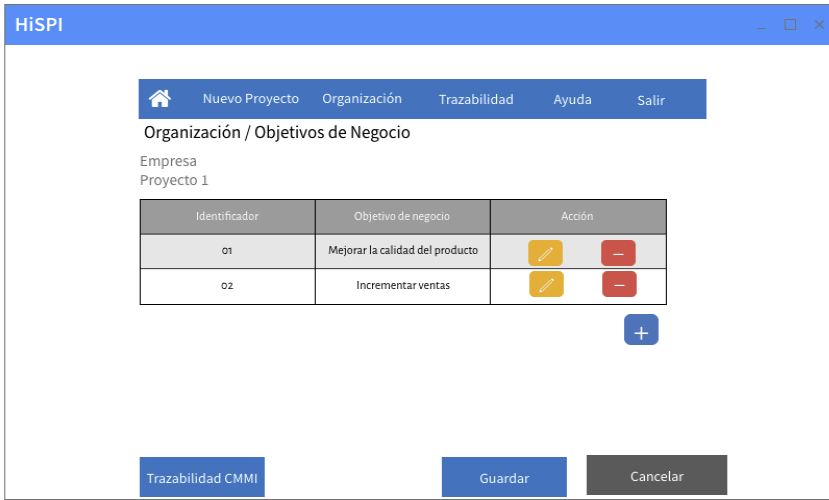 HiSPI
Nuevo Proyecto Organización Trazabilidad Ayuda Salir
Organización / Objetivos de Negocio
Empresa
Proyecto 1
Identificador Objetivo de negocio Acción
01 Mejorar la calidad del producto
02 Incrementar ventas
Trazabilidad CMMI Guardar Cancelar